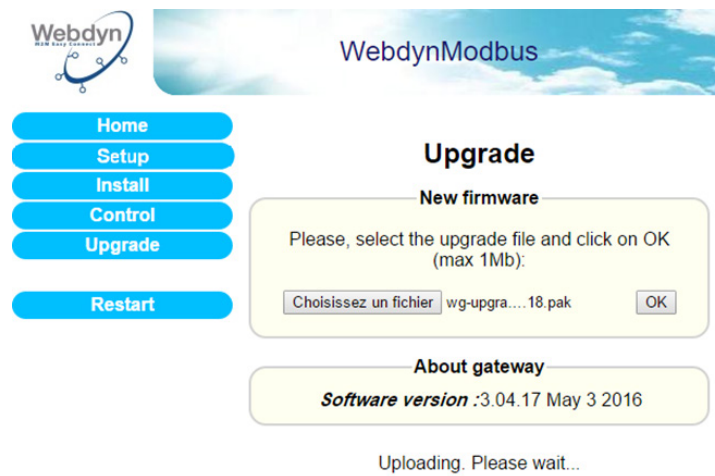 Webdyn
M2M Easy Connect
WebdynModbus
Home
Setup
Install
Control
Upgrade
Restart
Upgrade
New firmware
Please, select the upgrade file and click on OK
(max 1Mb):
Choisissez un fichier wg-upgra....18.pak OK
About gateway
Software version :3.04.17 May 3 2016
Uploading. Please wait...